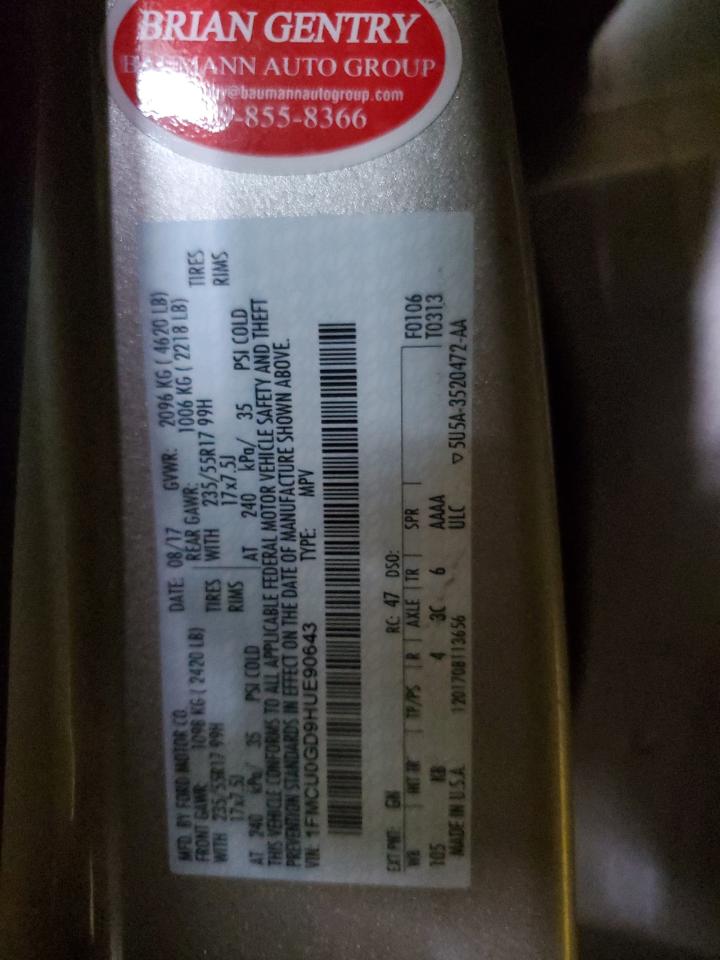 BRIAN GENTRY
BAUMANN AUTO GROUP
@baumannautogroup.com
-855-8366
MFD. BY FORD MOTOR CO.
DATE: 08/17 GVWR: 2096 KG ( 4620 LB)
FRONT GAWR: 1098 KG ( 2420 LB)
REAR GAWR: 1006 KG ( 2218 LB)
WITH 235/55R17 99H TIRES
WITH 235/55R17 99H TIRES
17x7.5J RIMS
17x7.5J RIMS
AT 240 kPa/ 35 PSI COLD
AT 240 kPa/ 35 PSI COLD
THIS VEHICLE CONFORMS TO ALL APPLICABLE FEDERAL MOTOR VEHICLE SAFETY AND THEFT
PREVENTION STANDARDS IN EFFECT ON THE DATE OF MANUFACTURE SHOWN ABOVE.
VIN: 1FMCU0GD9HUE90643 TYPE: MPV
EXT PNT: GN RC: 47 DSO: F0106
WB INT TR TP/PS R AXLE TR SPR T0313
105 KB 4 3C 6 AAAA
MADE IN U.S.A. 1201708113656 ULC ▽5U5A-3520472-AA